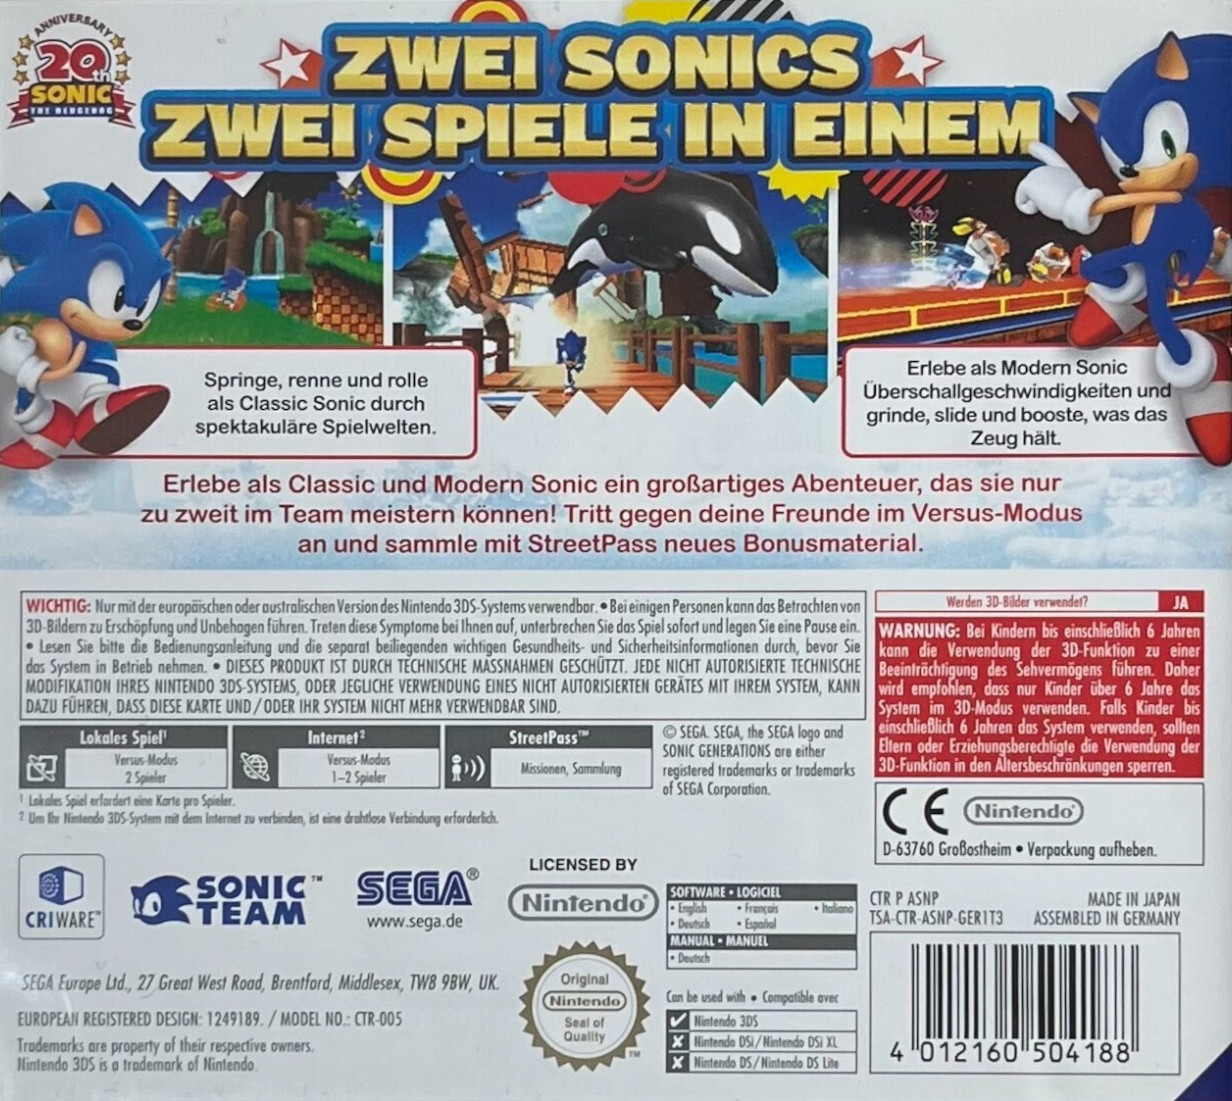 ANNIVERSARY
20th
SONIC
THE HEDGEHOG
ZWEI SONICS
ZWEI SPIELE IN EINEM
Springe, renne und rolle
als Classic Sonic durch
spektakuläre Spielwelten.
Erlebe als Modern Sonic
Überschallgeschwindigkeiten und
grinde, slide und booste, was das
Zeug hält.
Erlebe als Classic und Modern Sonic ein großartiges Abenteuer, das sie nur
zu zweit im Team meistern können! Tritt gegen deine Freunde im Versus-Modus
an und sammle mit StreetPass neues Bonusmaterial.
WICHTIG: Nur mit der europäischen oder australischen Version des Nintendo 3DS-Systems verwendbar. • Bei einigen Personen kann das Betrachten von
3D-Bildern zu Erschöpfung und Unbehagen führen. Treten diese Symptome bei Ihnen auf, unterbrechen Sie das Spiel sofort und legen Sie eine Pause ein.
• Lesen Sie bitte die Bedienungsanleitung und die separat beiliegenden wichtigen Gesundheits- und Sicherheitsinformationen durch, bevor Sie
das System in Betrieb nehmen. • DIESES PRODUKT IST DURCH TECHNISCHE MASSNAHMEN GESCHÜTZT. JEDE NICHT AUTORISIERTE TECHNISCHE
MODIFIKATION IHRES NINTENDO 3DS-SYSTEMS, ODER JEGLICHE VERWENDUNG EINES NICHT AUTORISIERTEN GERÄTES MIT IHREM SYSTEM, KANN
DAZU FÜHREN, DASS DIESE KARTE UND/ODER IHR SYSTEM NICHT MEHR VERWENDBAR SIND.
Werden 3D-Bilder verwendet? JA
WARNUNG: Bei Kindern bis einschließlich 6 Jahren
kann die Verwendung der 3D-Funktion zu einer
Beeinträchtigung des Sehvermögens führen. Daher
wird empfohlen, dass nur Kinder über 6 Jahre das
System im 3D-Modus verwenden. Falls Kinder bis
einschließlich 6 Jahren das System verwenden, sollten
Eltern oder Erziehungsberechtigte die Verwendung der
3D-Funktion in den Altersbeschränkungen sperren.
Lokales Spiel¹
Versus-Modus
2 Spieler
Internet²
Versus-Modus
1–2 Spieler
StreetPass™
Missionen, Sammlung
© SEGA. SEGA, the SEGA logo and
SONIC GENERATIONS are either
registered trademarks or trademarks
of SEGA Corporation.
¹ Lokales Spiel erfordert eine Karte pro Spieler.
² Um Ihr Nintendo 3DS-System mit dem Internet zu verbinden, ist eine drahtlose Verbindung erforderlich.
CE Nintendo®
D-63760 Großostheim • Verpackung aufheben.
CRIWARE™
SONIC™
TEAM
SEGA®
www.sega.de
LICENSED BY
Nintendo®
SOFTWARE • LOGICIEL
• English • Français • Italiano
• Deutsch • Español
MANUAL • MANUEL
• Deutsch
CTR P ASNP MADE IN JAPAN
TSA-CTR-ASNP-GER1T3 ASSEMBLED IN GERMANY
SEGA Europe Ltd., 27 Great West Road, Brentford, Middlesex, TW8 9BW, UK.
EUROPEAN REGISTERED DESIGN: 1249189. / MODEL NO.: CTR-005
Trademarks are property of their respective owners.
Nintendo 3DS is a trademark of Nintendo.
Original
Nintendo
Seal of
Quality
TM
Can be used with • Compatible avec
Nintendo 3DS
Nintendo DSi/Nintendo DSi XL
Nintendo DS/Nintendo DS Lite
4 012160 504188